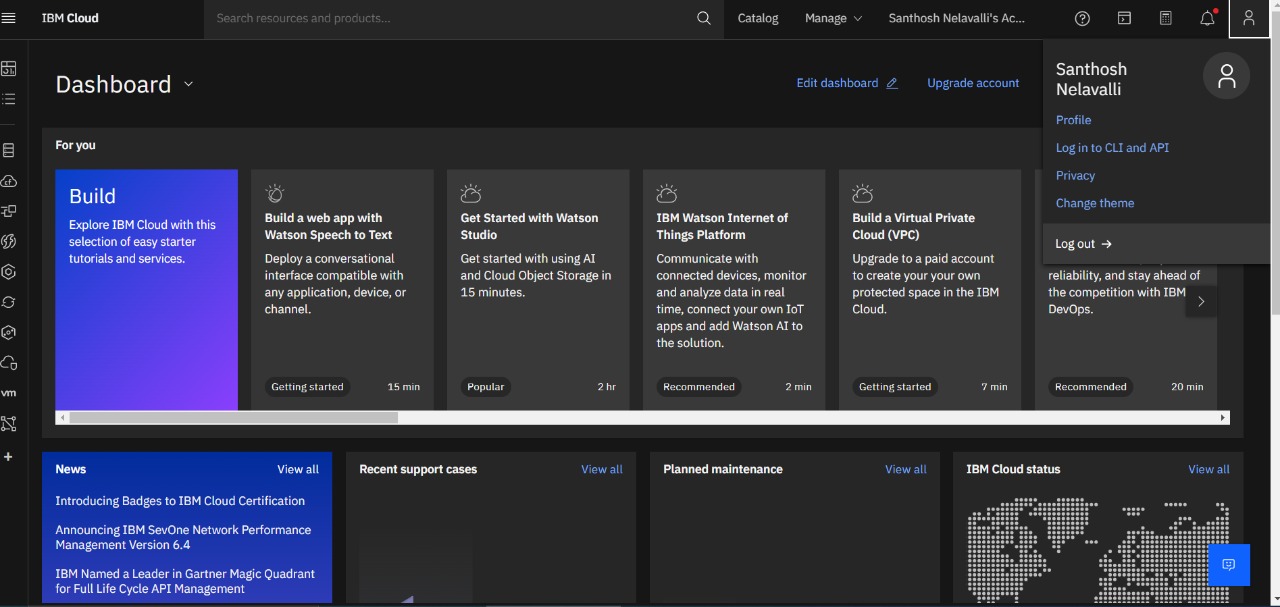 IBM Cloud
Search resources and products...
Catalog
Manage
Santhosh Nelavalli's Ac...
Santhosh
Nelavalli
Profile
Log in to CLI and API
Privacy
Change theme
Log out →
Dashboard
Edit dashboard
Upgrade account
For you
Build
Explore IBM Cloud with this
selection of easy starter
tutorials and services.
Build a web app with
Watson Speech to Text
Deploy a conversational
interface compatible with
any application, device, or
channel.
Getting started
15 min
Get Started with Watson
Studio
Get started with using AI
and Cloud Object Storage in
15 minutes.
Popular
2 hr
IBM Watson Internet of
Things Platform
Communicate with
connected devices, monitor
and analyze data in real
time, connect your own IoT
apps and add Watson AI to
the solution.
Recommended
2 min
Build a Virtual Private
Cloud (VPC)
Upgrade to a paid account
to create your your own
protected space in the IBM
Cloud.
Getting started
7 min
reliability, and stay ahead of
the competition with IBM
DevOps.
Recommended
20 min
vm
News
View all
Introducing Badges to IBM Cloud Certification
Announcing IBM SevOne Network Performance
Management Version 6.4
IBM Named a Leader in Gartner Magic Quadrant
for Full Life Cycle API Management
Recent support cases
View all
Planned maintenance
View all
IBM Cloud status
View all